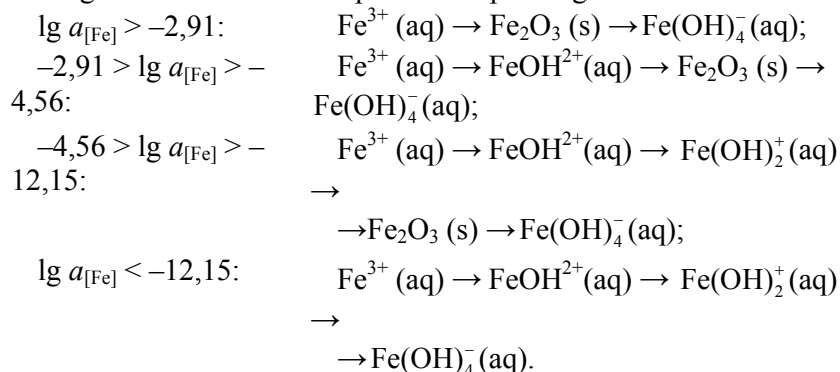 lg a[Fe] > –2,91: Fe³⁺ (aq) → Fe₂O₃ (s) → Fe(OH)₄⁻(aq);
–2,91 > lg a[Fe] > – Fe³⁺ (aq) → FeOH²⁺(aq) → Fe₂O₃ (s) →
4,56: Fe(OH)₄⁻(aq);
–4,56 > lg a[Fe] > – Fe³⁺ (aq) → FeOH²⁺(aq) → Fe(OH)₂⁺(aq)
12,15: →
→Fe₂O₃ (s) →Fe(OH)₄⁻(aq);
lg a[Fe] < –12,15: Fe³⁺ (aq) → FeOH²⁺(aq) → Fe(OH)₂⁺(aq)
→
→Fe(OH)₄⁻(aq).